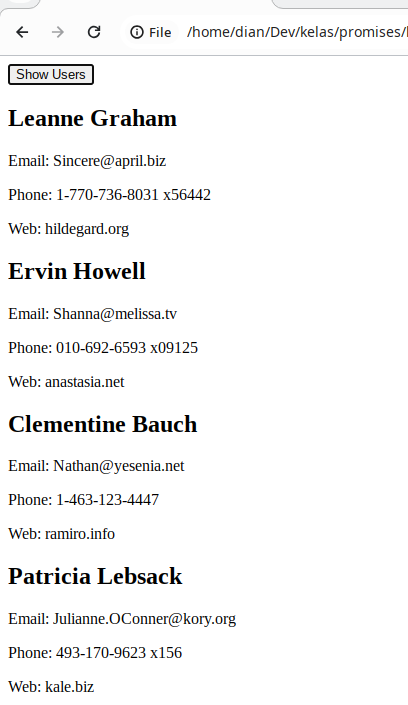 File /home/dian/Dev/kelas/promises/
Show Users
Leanne Graham
Email: Sincere@april.biz
Phone: 1-770-736-8031 x56442
Web: hildegard.org
Ervin Howell
Email: Shanna@melissa.tv
Phone: 010-692-6593 x09125
Web: anastasia.net
Clementine Bauch
Email: Nathan@yesenia.net
Phone: 1-463-123-4447
Web: ramiro.info
Patricia Lebsack
Email: Julianne.OConner@kory.org
Phone: 493-170-9623 x156
Web: kale.biz